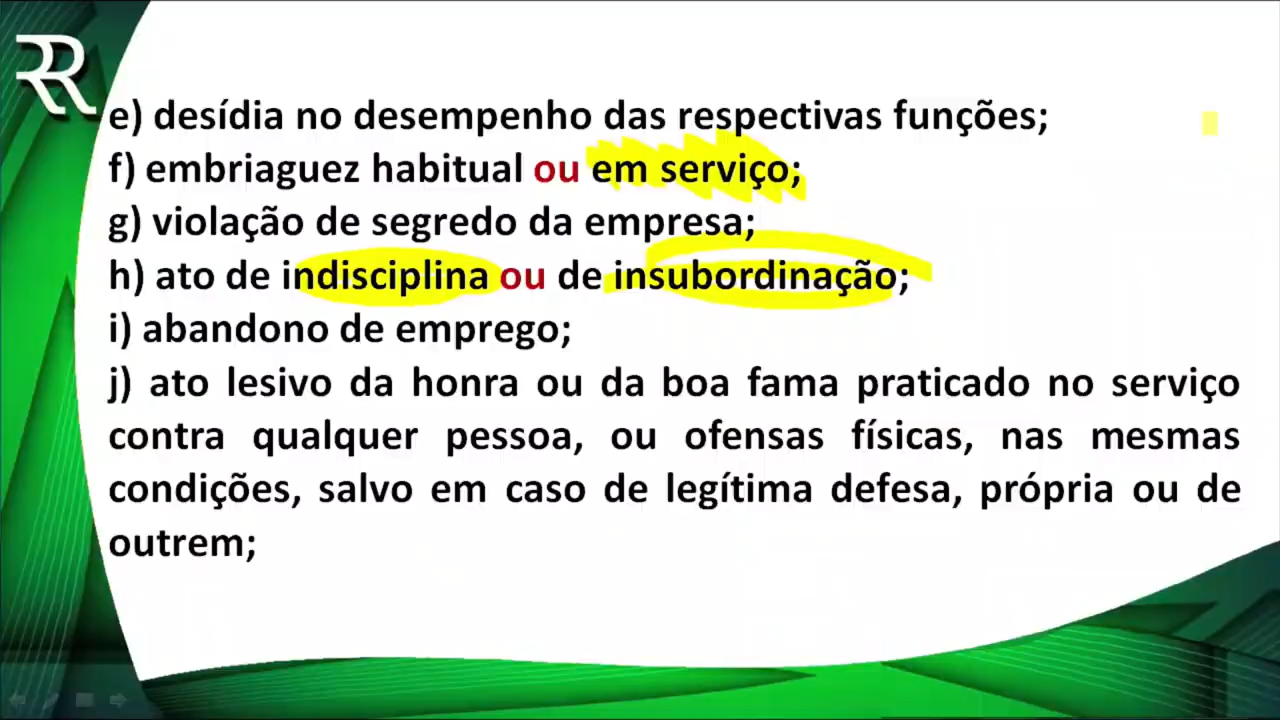 RR
e) desídia no desempenho das respectivas funções;
f) embriaguez habitual ou em serviço;
g) violação de segredo da empresa;
h) ato de indisciplina ou de insubordinação;
i) abandono de emprego;
j) ato lesivo da honra ou da boa fama praticado no serviço
contra qualquer pessoa, ou ofensas físicas, nas mesmas
condições, salvo em caso de legítima defesa, própria ou de
outrem;